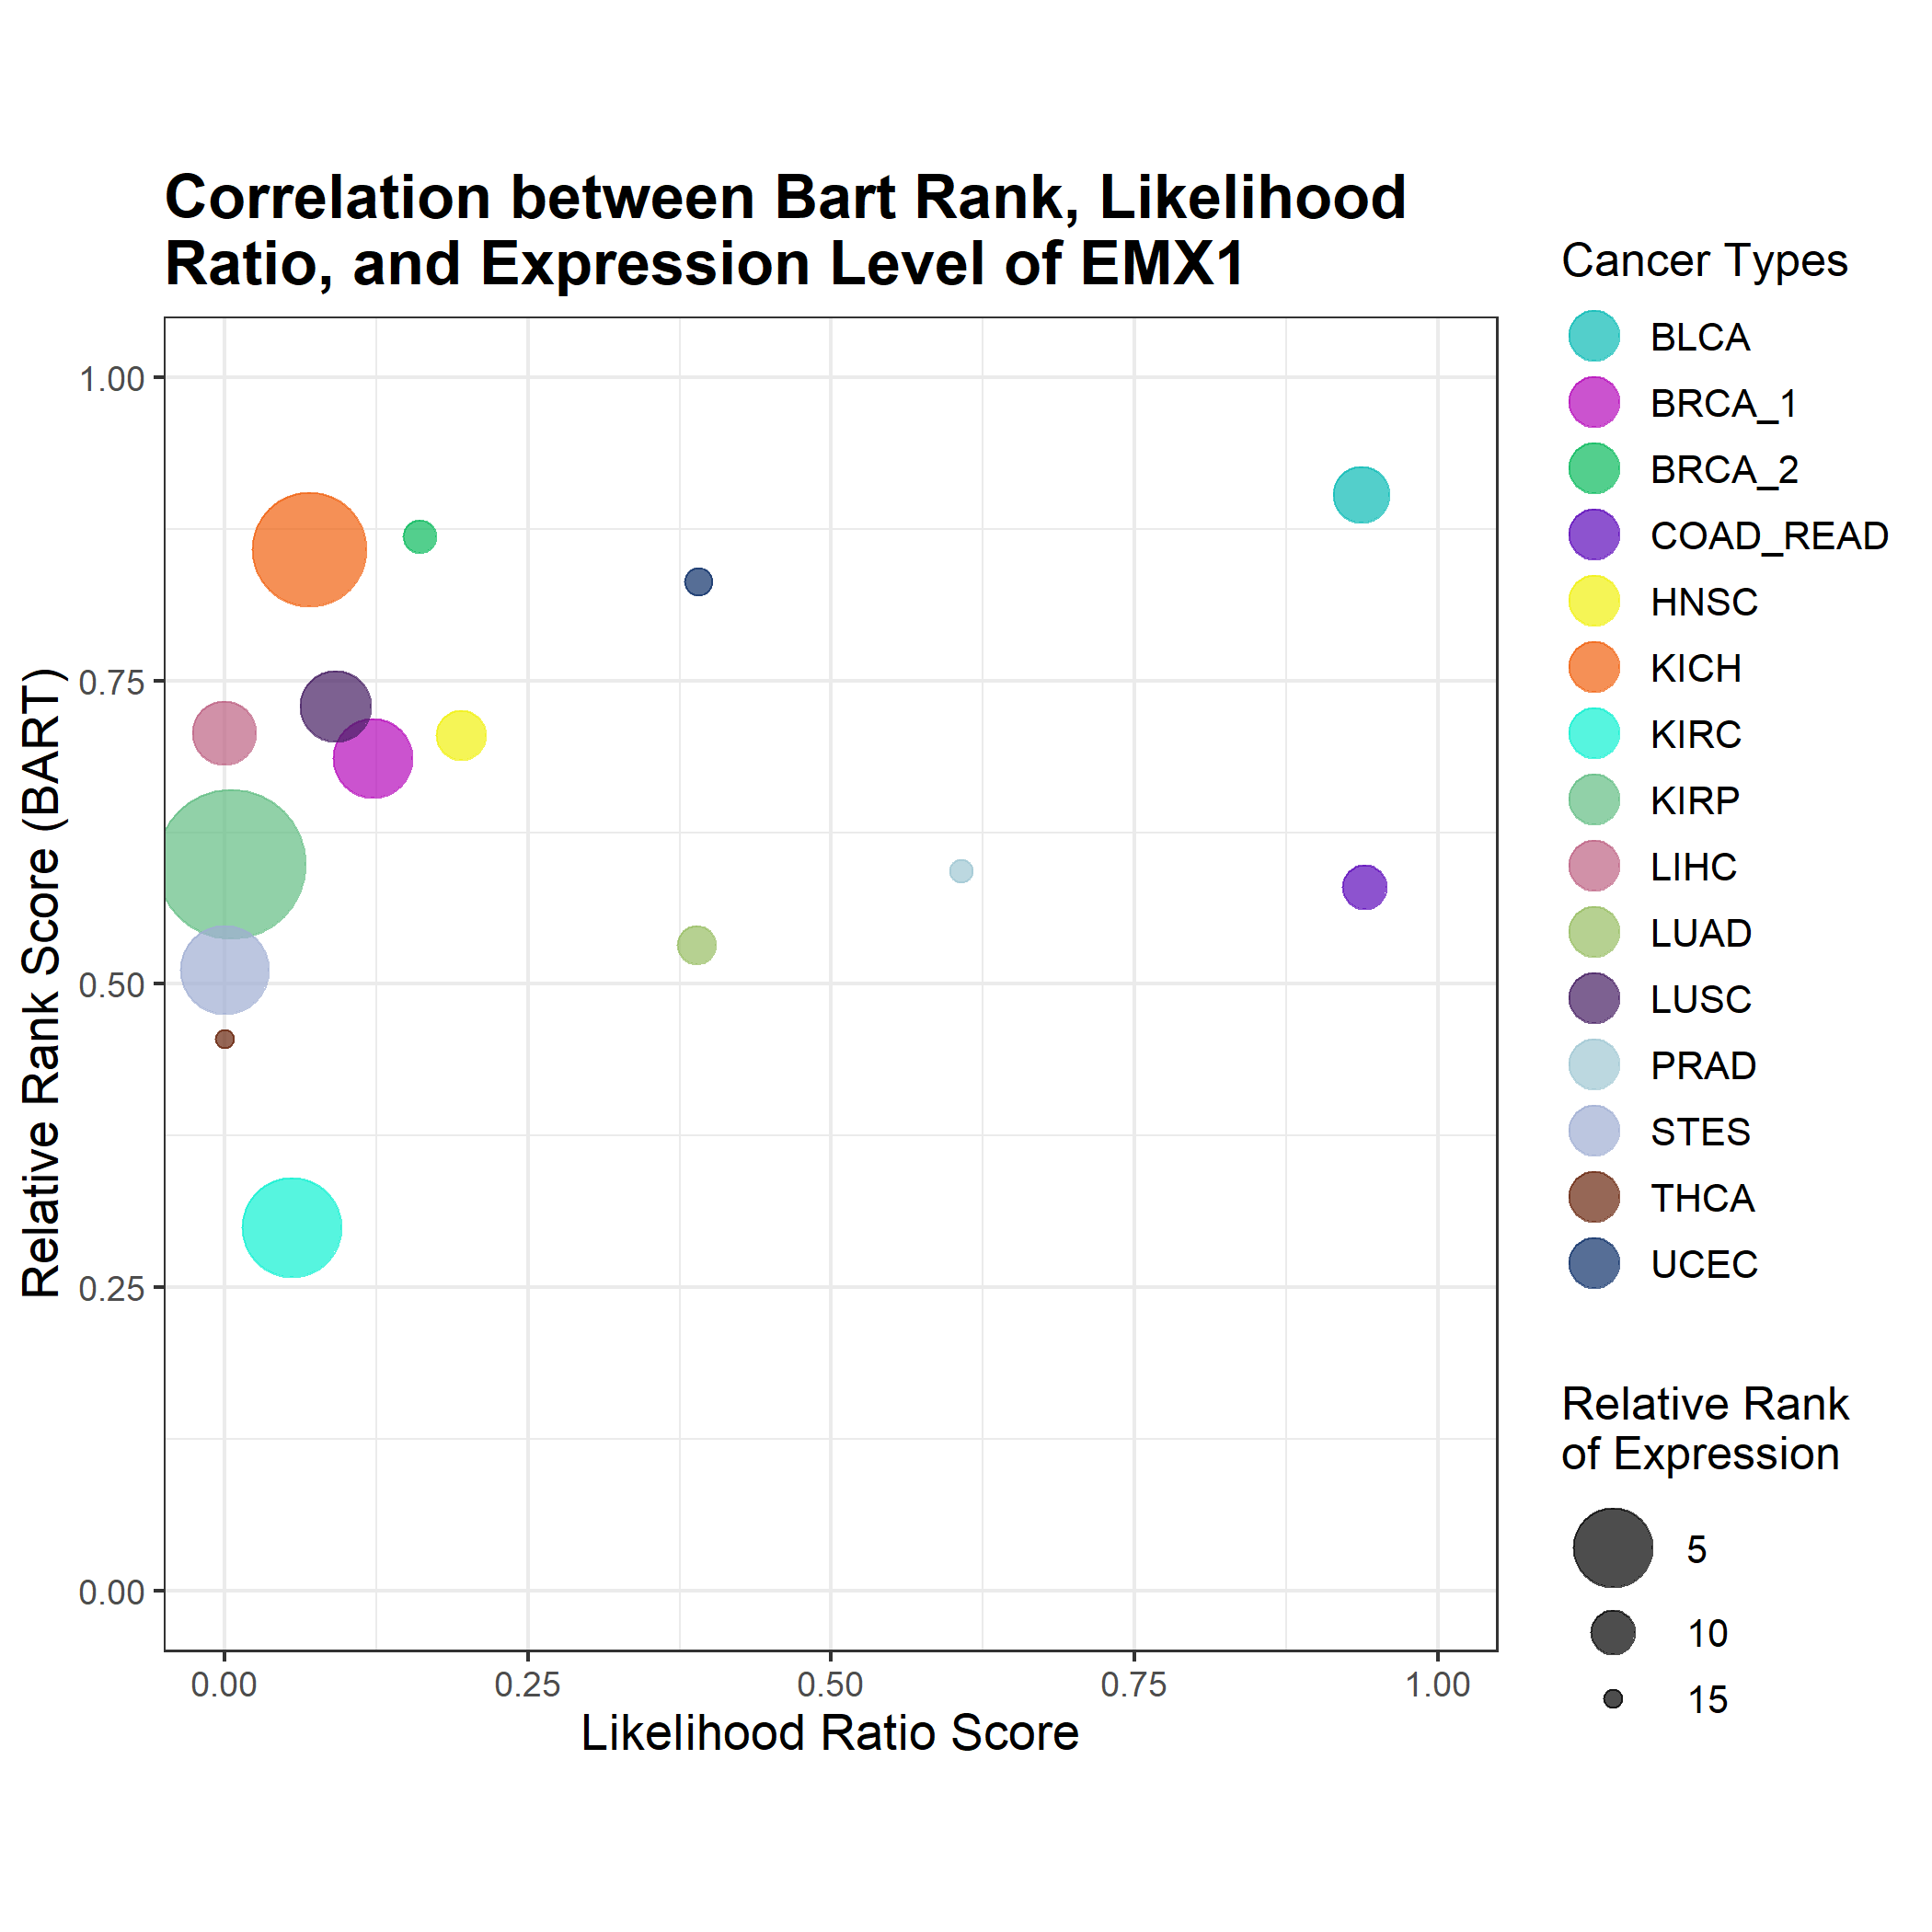 Correlation between Bart Rank, Likelihood
Ratio, and Expression Level of EMX1
Relative Rank Score (BART)
1.00
0.75
0.50
0.25
0.00
0.00 0.25 0.50 0.75 1.00
Likelihood Ratio Score
Cancer Types
BLCA
BRCA_1
BRCA_2
COAD_READ
HNSC
KICH
KIRC
KIRP
LIHC
LUAD
LUSC
PRAD
STES
THCA
UCEC
Relative Rank
of Expression
5
10
15